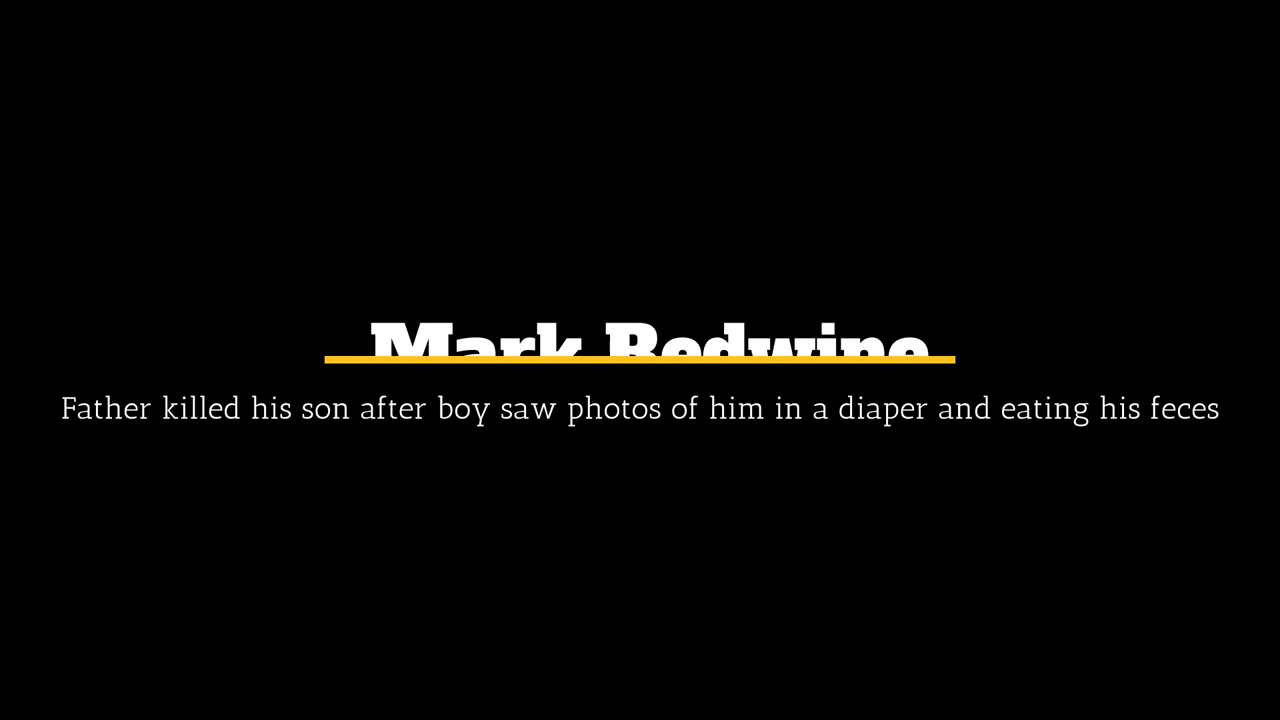 Mark Redwine
Father killed his son after boy saw photos of him in a diaper and eating his feces